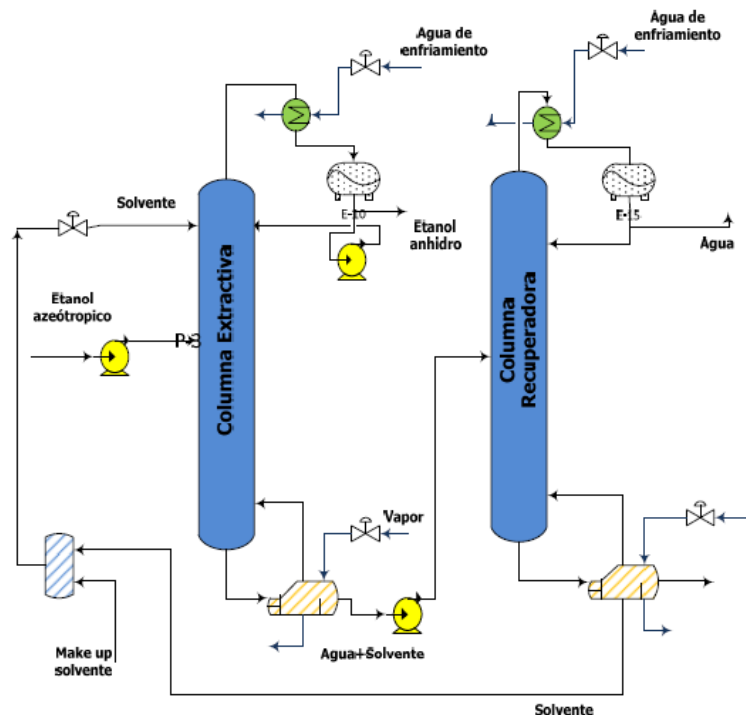 Agua de
enfriamiento
Agua de
enfriamiento
Solvente
E-10
Etanol
anhidro
E-15
Agua
Etanol
azeótropico
P-3
Columna Extractiva
Columna
Recuperadora
Vapor
Make up
solvente
Agua+Solvente
Solvente